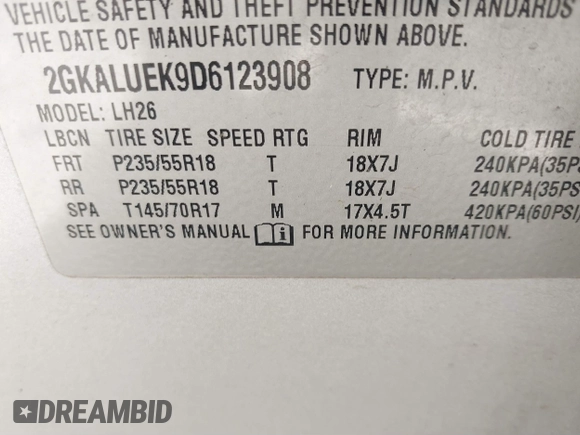 VEHICLE SAFETY AND THEFT PREVENTION STANDARDS
THE DATE OF MANUFACTURE SHOWN ABOVE.
2GKALUEK9D6123908 TYPE: M.P.V.
MODEL: LH26
LBCN TIRE SIZE SPEED RTG RIM COLD TIRE
FRT P235/55R18 T 18X7J 240KPA(35PS
RR P235/55R18 T 18X7J 240KPA(35PS
SPA T145/70R17 M 17X4.5T 420KPA(60PSI)
SEE OWNER'S MANUAL i FOR MORE INFORMATION.
DREAMBID